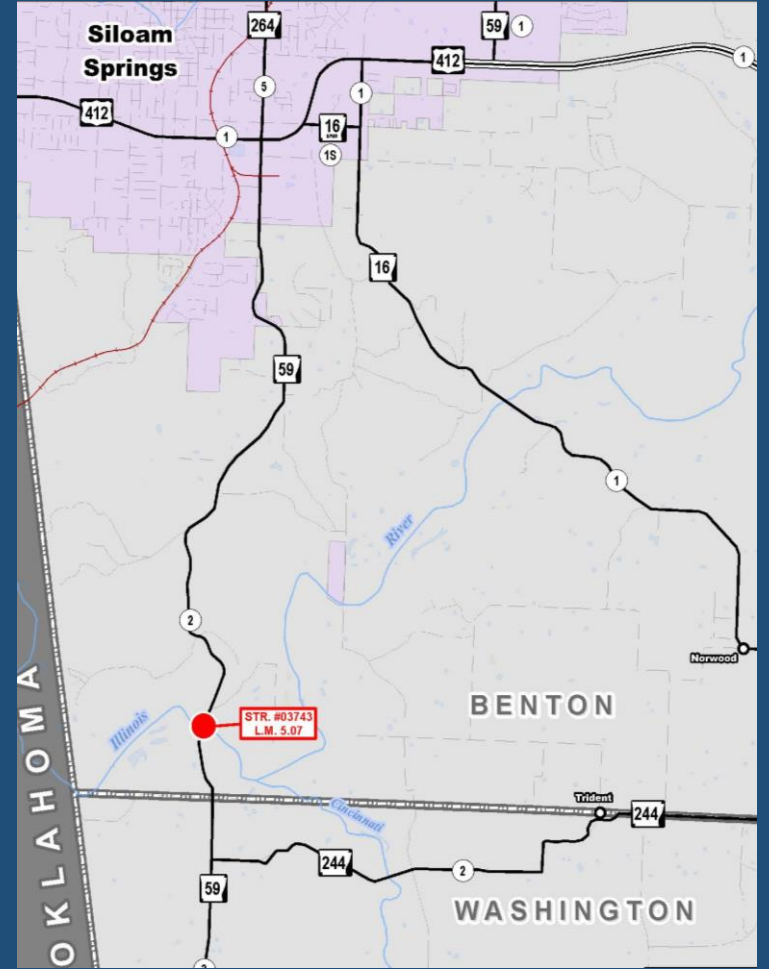 264
59
1
Siloam
Springs
412
1
5
1
412
16
SPUR
1
1S
16
59
1
River
2
Norwood
BENTON
STR. #03743
L.M. 5.07
Illinois
OKLAHOMA
Cincinnati
Trident
244
244
2
59
WASHINGTON